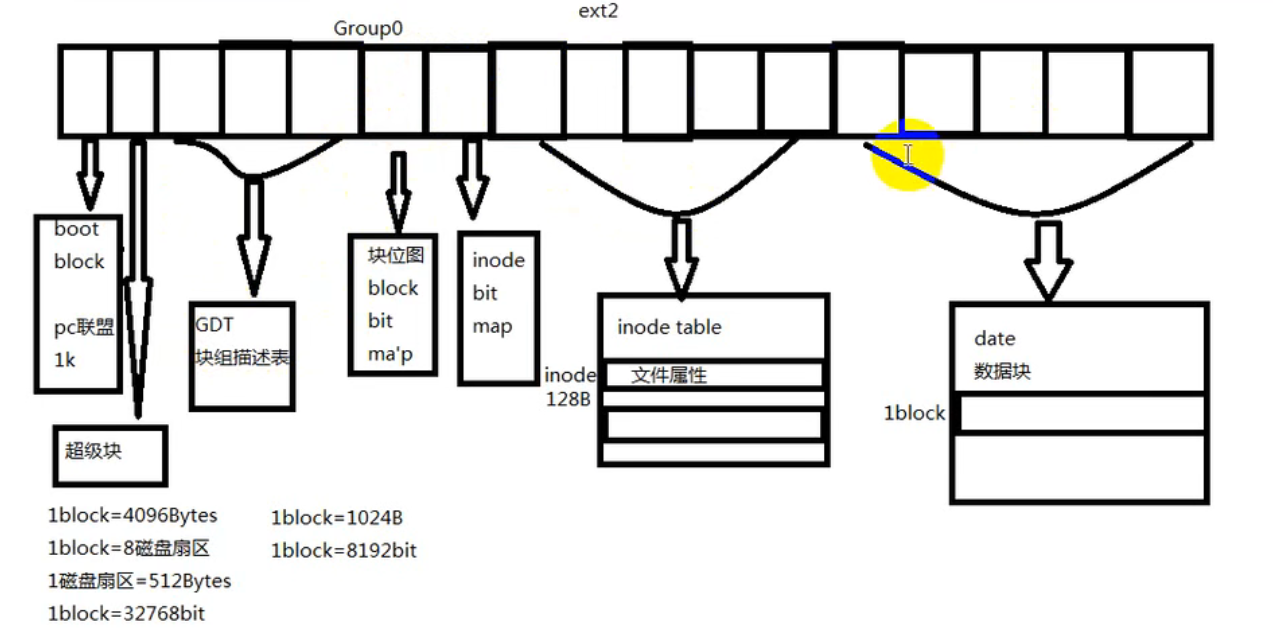 ext2
Group0
boot
block
pc联盟
1k
超级块
GDT
块组描述表
块位图
block
bit
ma'p
inode
bit
map
inode table
文件属性
inode
128B
date
数据块
1block
1block=4096Bytes
1block=8磁盘扇区
1磁盘扇区=512Bytes
1block=32768bit
1block=1024B
1block=8192bit